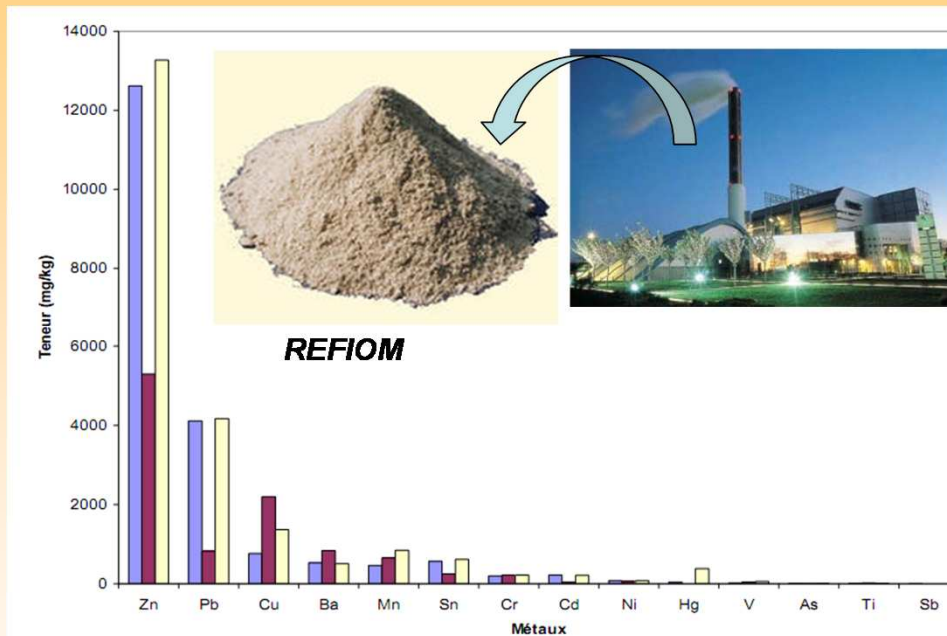 14000
12000
10000
8000
6000
4000
2000
0
Teneur (mg/kg)
REFIOM
Zn Pb Cu Ba Mn Sn Cr Cd Ni Hg V As Ti Sb
Métaux